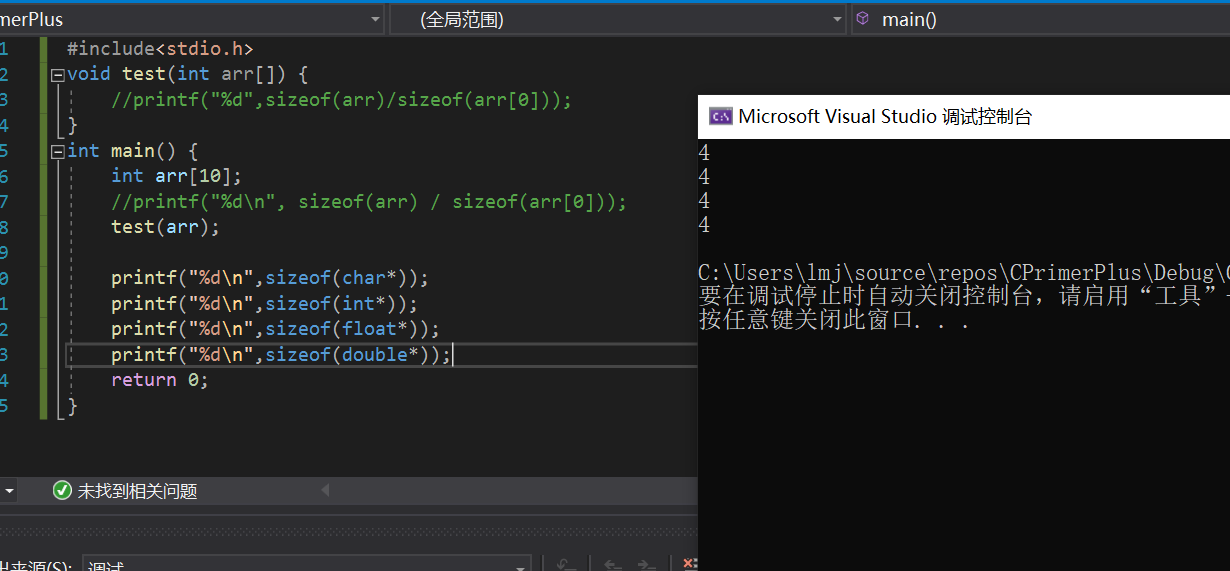 merPlus
(全局范围)
main()
1 #include<stdio.h>
2 void test(int arr[]) {
3 //printf("%d",sizeof(arr)/sizeof(arr[0]));
4 }
5 int main() {
6 int arr[10];
7 //printf("%d\n", sizeof(arr) / sizeof(arr[0]));
8 test(arr);
9
0 printf("%d\n",sizeof(char*));
1 printf("%d\n",sizeof(int*));
2 printf("%d\n",sizeof(float*));
3 printf("%d\n",sizeof(double*));
4 return 0;
5 }
Microsoft Visual Studio 调试控制台
4
4
4
4
C:\Users\lmj\source\repos\CPrimerPlus\Debug\
要在调试停止时自动关闭控制台，请启用“工具”
按任意键关闭此窗口. . .
未找到相关问题
出来源(S): 调试